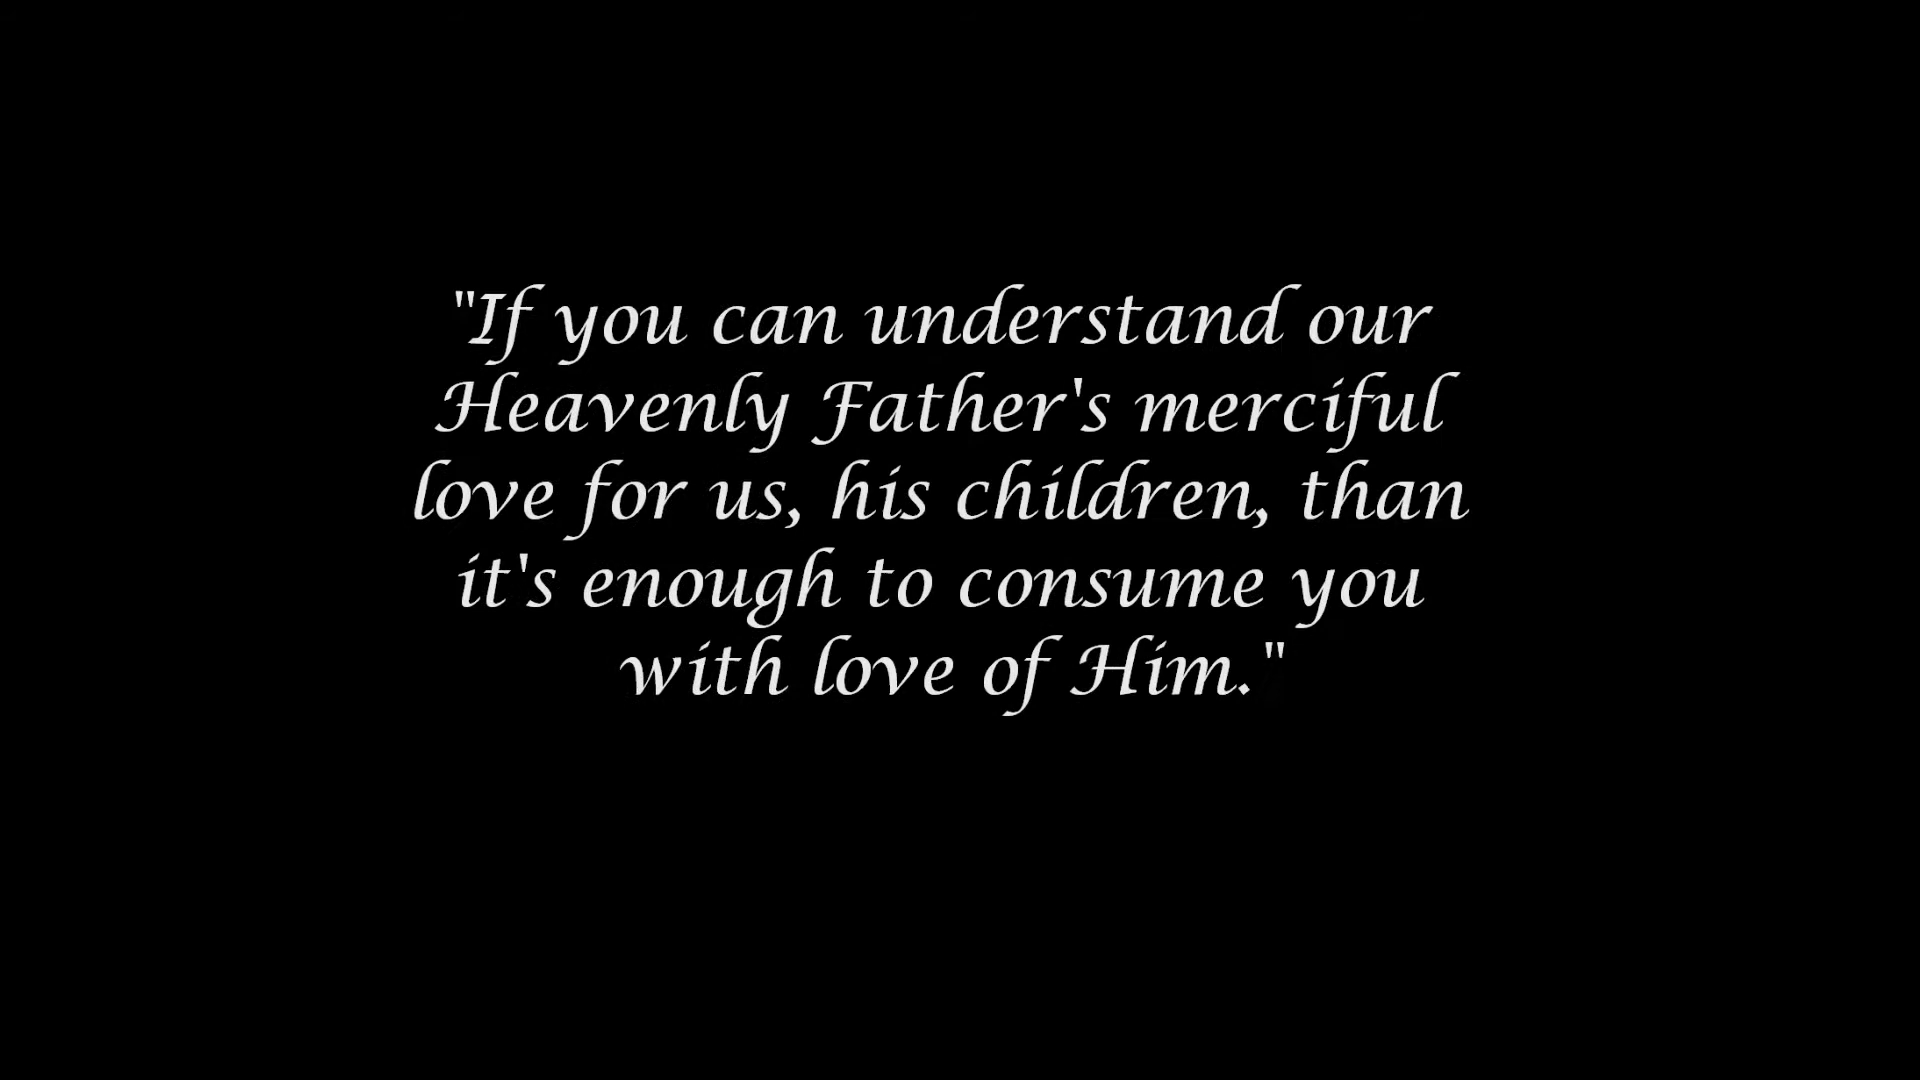 "If you can understand our
Heavenly Father's merciful
love for us, his children, than
it's enough to consume you
with love of Him."